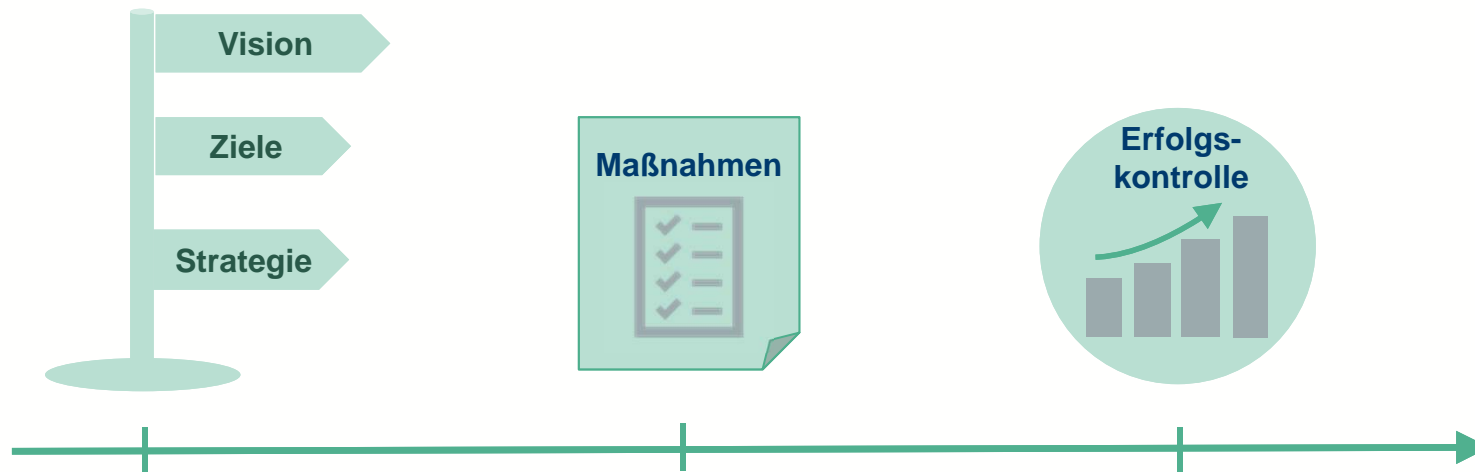 Vision
Ziele
Strategie
Maßnahmen
Erfolgs-
kontrolle